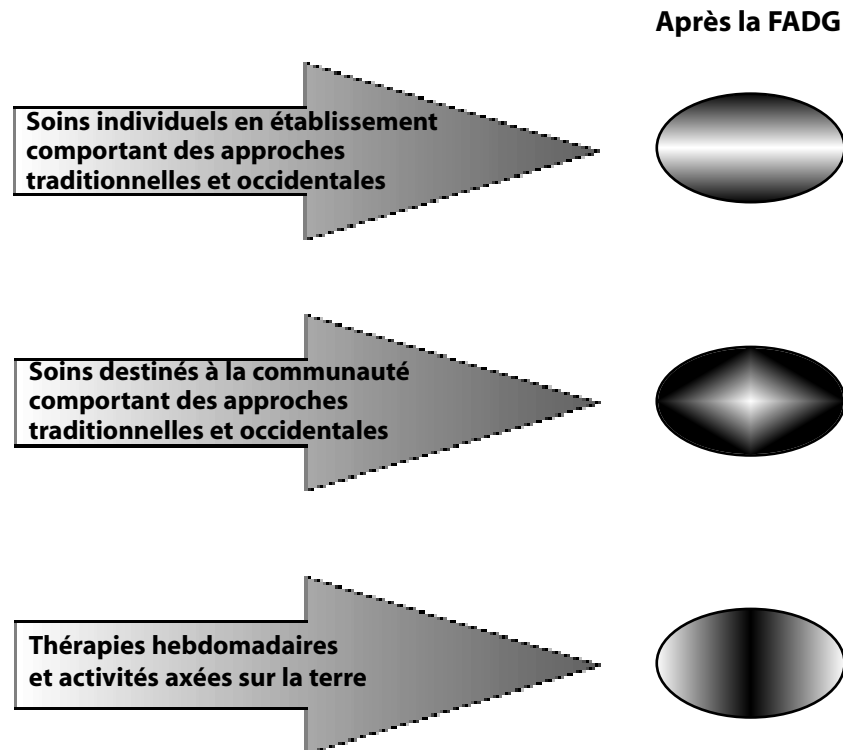 Après la FADG
Soins individuels en établissement
comportant des approches
traditionnelles et occidentales
Soins destinés à la communauté
comportant des approches
traditionnelles et occidentales
Thérapies hebdomadaires
et activités axées sur la terre